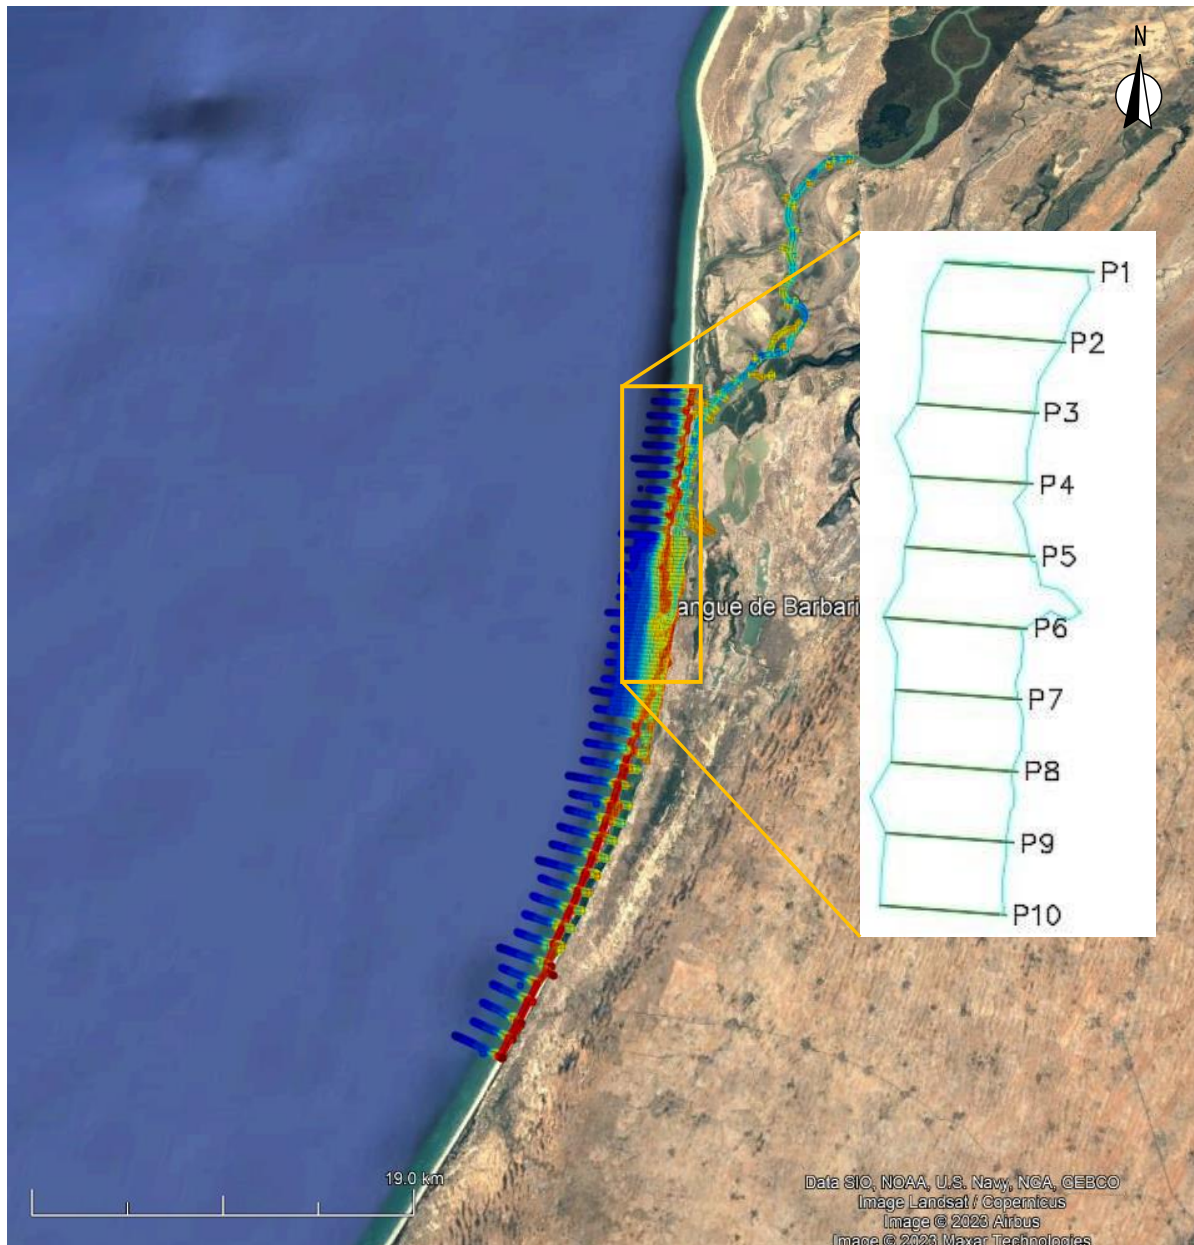 N
P1
P2
P3
P4
P5
angue de Barbari
P6
P7
P8
P9
P10
19.0 km
Data SIO, NOAA, U.S. Navy, NGA, GEBCO
Image Landsat / Copernicus
Image © 2023 Airbus
Image © 2023 Maxar Technologies